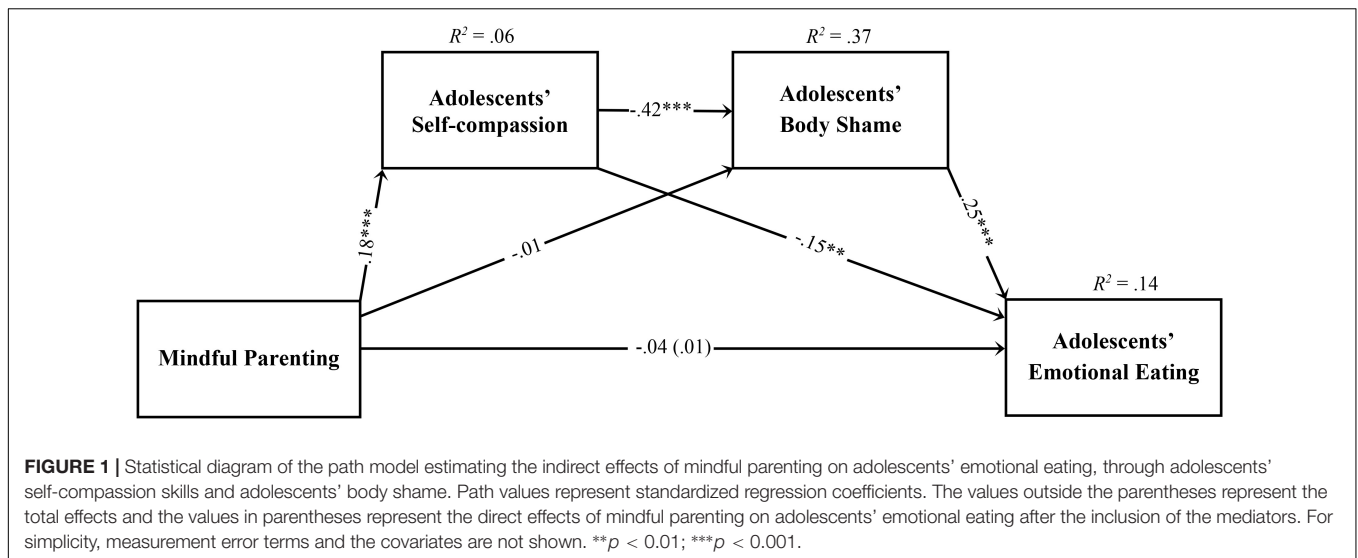 R² = .06
R² = .37
Adolescents’
Self-compassion
-.42***
Adolescents’
Body Shame
.18***
-.01
-.15**
.25***
R² = .14
Mindful Parenting
-.04 (.01)
Adolescents’
Emotional Eating
FIGURE 1 | Statistical diagram of the path model estimating the indirect effects of mindful parenting on adolescents’ emotional eating, through adolescents’
self-compassion skills and adolescents’ body shame. Path values represent standardized regression coefficients. The values outside the parentheses represent the
total effects and the values in parentheses represent the direct effects of mindful parenting on adolescents’ emotional eating after the inclusion of the mediators. For
simplicity, measurement error terms and the covariates are not shown. **p < 0.01; ***p < 0.001.